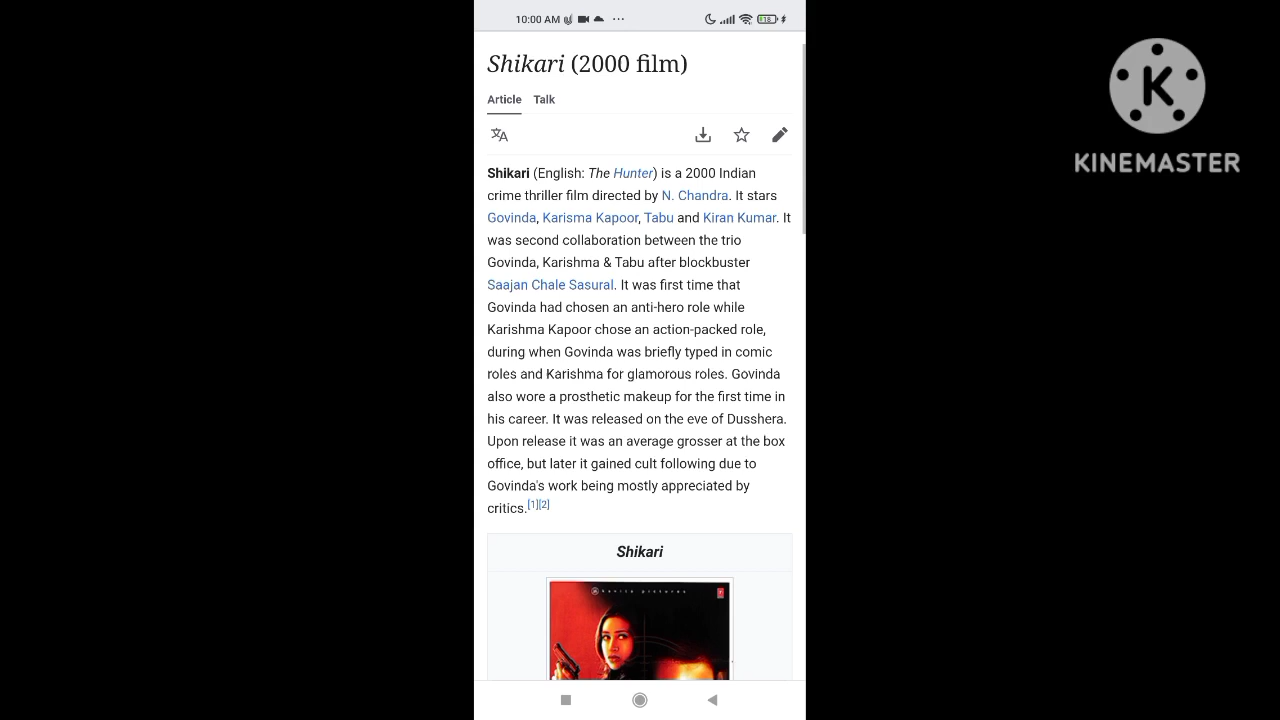 10:00 AM
18
Shikari (2000 film)
Article Talk
Shikari (English: The Hunter) is a 2000 Indian
crime thriller film directed by N. Chandra. It stars
Govinda, Karisma Kapoor, Tabu and Kiran Kumar. It
was second collaboration between the trio
Govinda, Karishma & Tabu after blockbuster
Saajan Chale Sasural. It was first time that
Govinda had chosen an anti-hero role while
Karishma Kapoor chose an action-packed role,
during when Govinda was briefly typed in comic
roles and Karishma for glamorous roles. Govinda
also wore a prosthetic makeup for the first time in
his career. It was released on the eve of Dusshera.
Upon release it was an average grosser at the box
office, but later it gained cult following due to
Govinda's work being mostly appreciated by
critics.[1][2]
Shikari
pictures
K
KINEMASTER